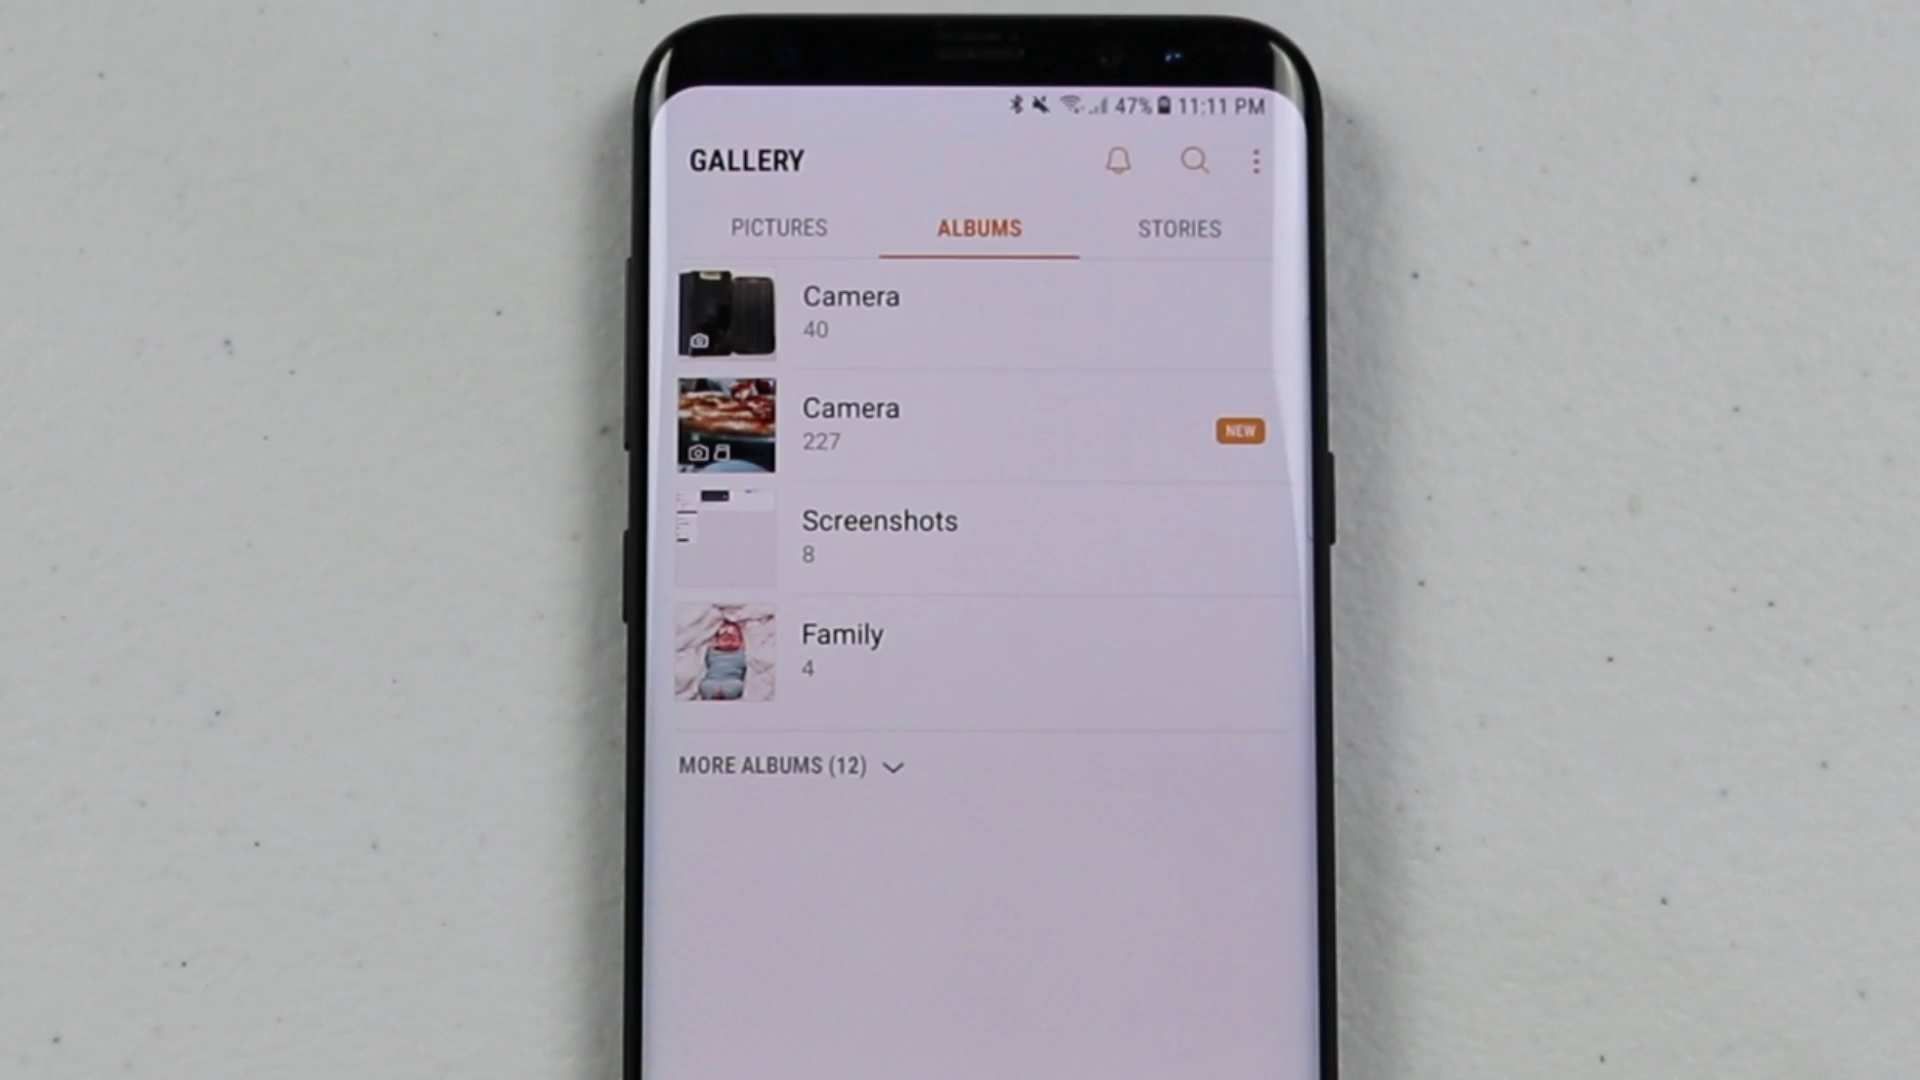 47% 11:11 PM
GALLERY
PICTURES ALBUMS STORIES
Camera
40
Camera
227
NEW
Screenshots
8
Family
4
MORE ALBUMS (12)